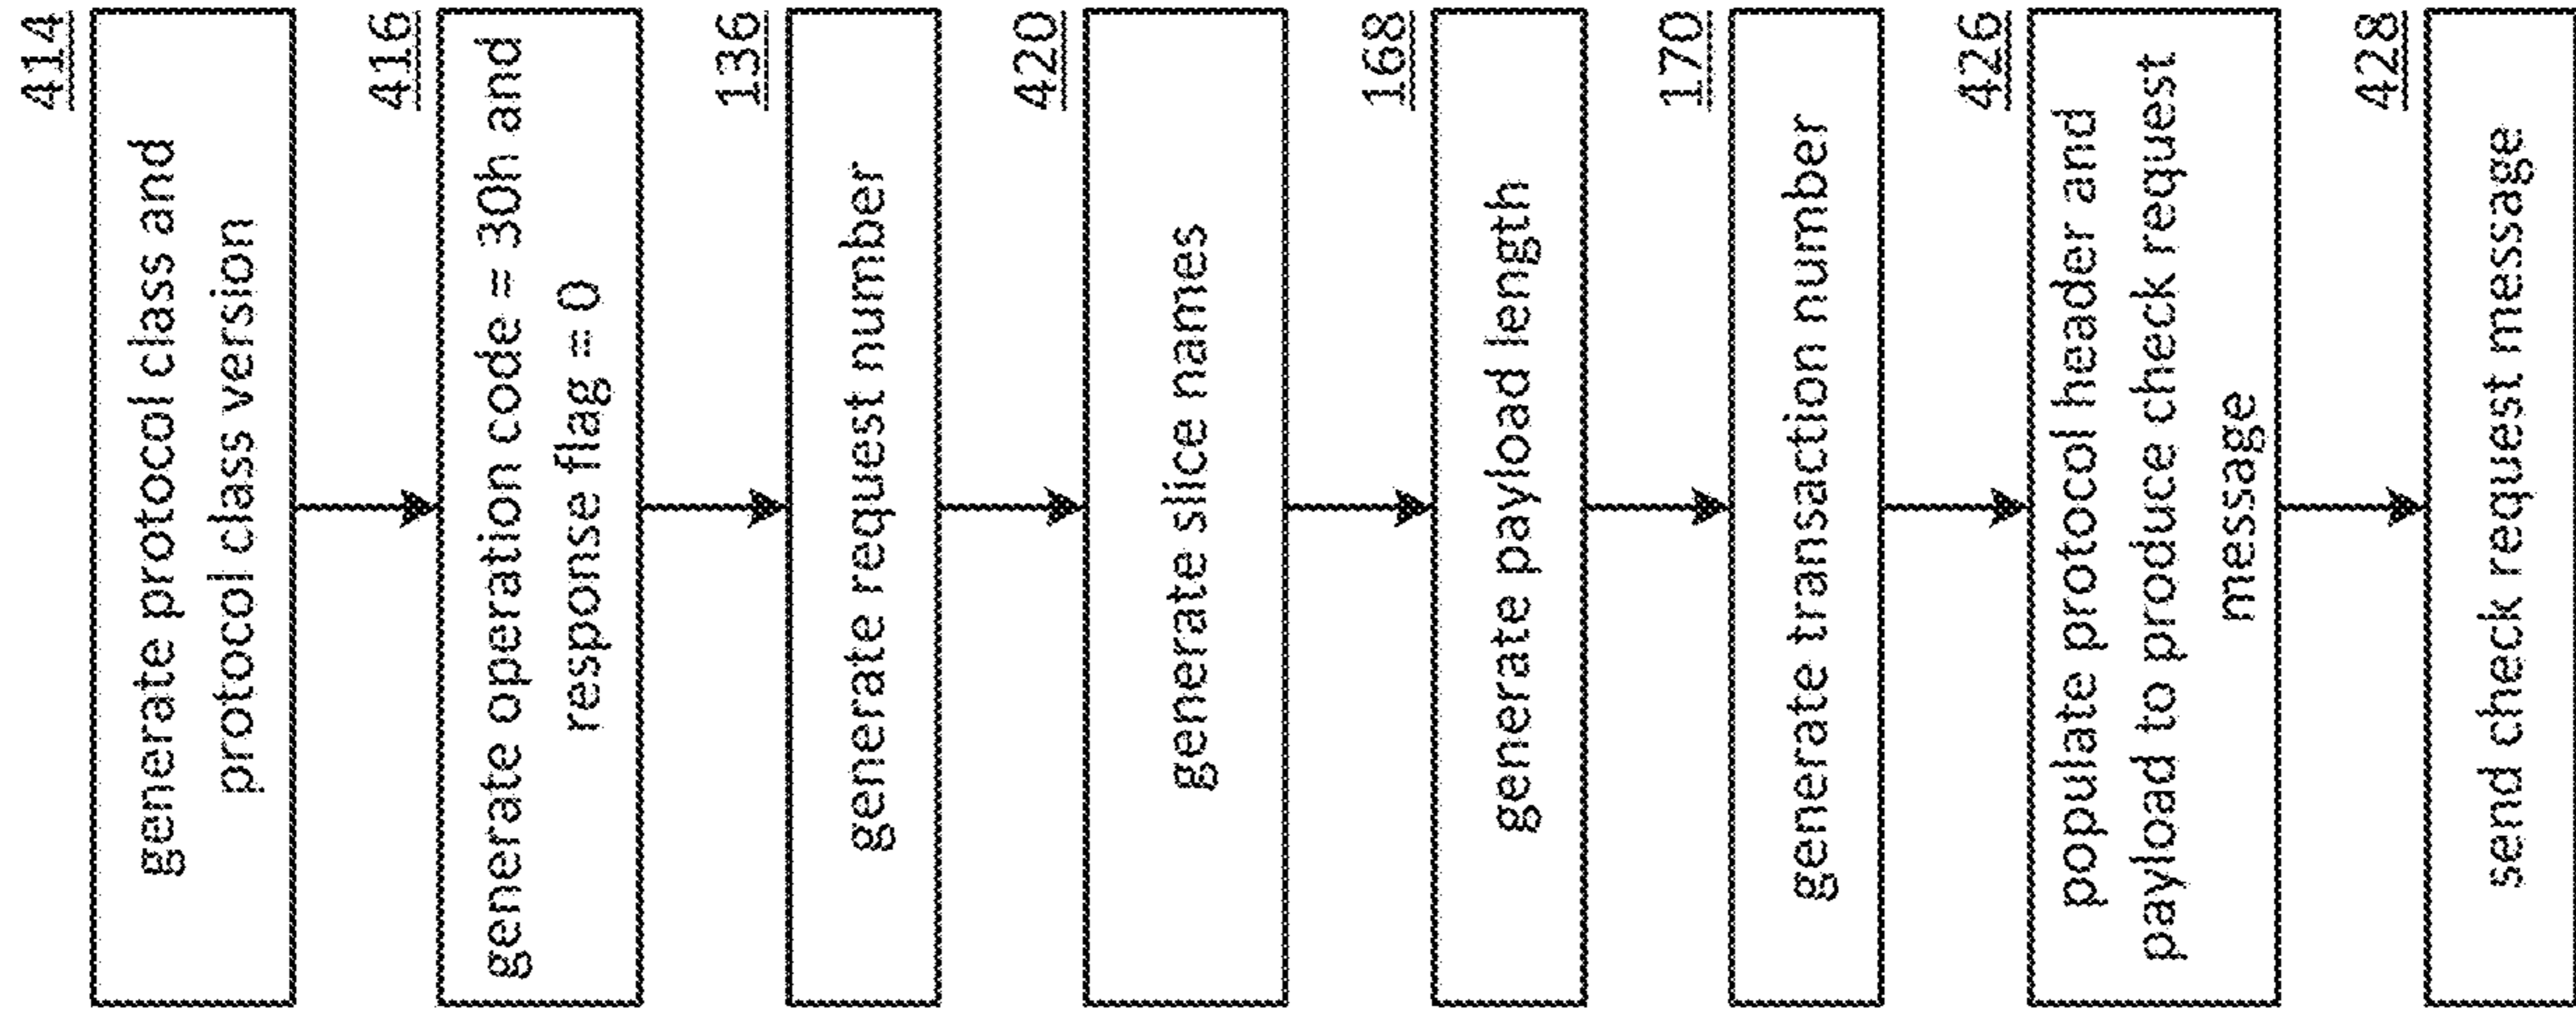 414
generate protocol class and
protocol class version
416
generate operation code = 30h and
response flag = 0
136
generate request number
420
generate slice names
168
generate payload length
170
generate transaction number
426
populate protocol header and
payload to produce check request
message
428
send check request message